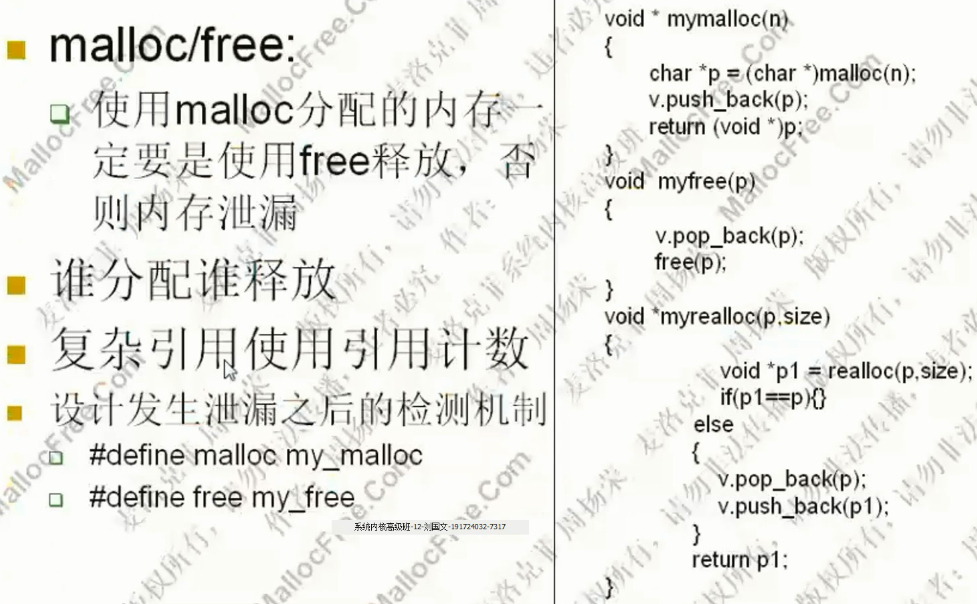 malloc/free:
使用malloc分配的内存一
定要是使用free释放，否
则内存泄漏
谁分配谁释放
复杂引用使用引用计数
设计发生泄漏之后的检测机制
#define malloc my_malloc
#define free my_free
系统内核高级班-12-刘国文-191724032-7317
void * mymalloc(n)
{
char *p = (char *)malloc(n);
v.push_back(p);
return (void *)p;
}
void myfree(p)
{
v.pop_back(p);
free(p);
}
void *myrealloc(p,size)
{
void *p1 = realloc(p,size);
if(p1==p){}
else
{
v.pop_back(p);
v.push_back(p1);
}
return p1;
}